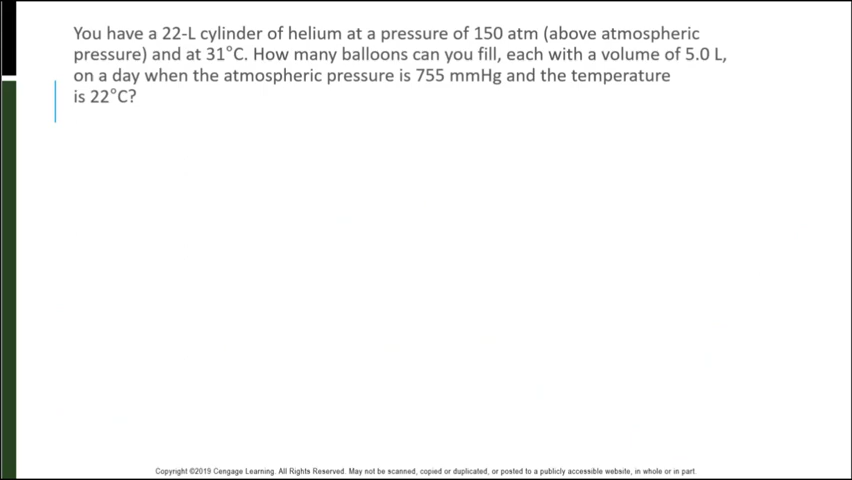 You have a 22-L cylinder of helium at a pressure of 150 atm (above atmospheric
pressure) and at 31°C. How many balloons can you fill, each with a volume of 5.0 L,
on a day when the atmospheric pressure is 755 mmHg and the temperature
is 22°C?
Copyright ©2019 Cengage Learning. All Rights Reserved. May not be scanned, copied or duplicated, or posted to a publicly accessible website, in whole or in part.